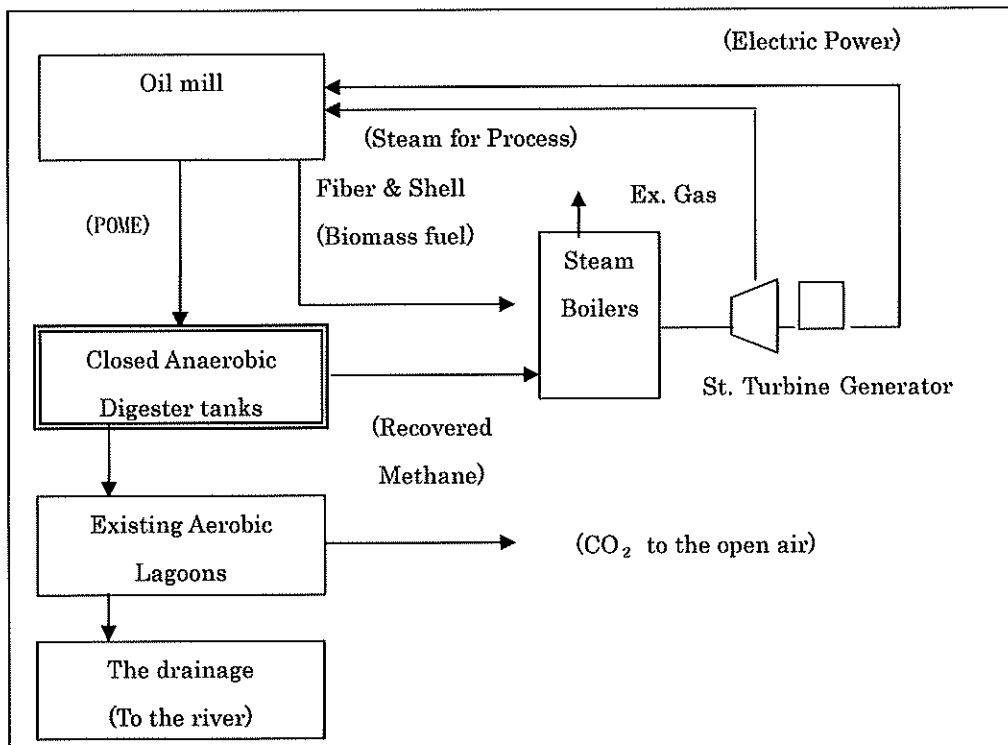 (Electric Power)
Oil mill
(Steam for Process)
Fiber & Shell
(Biomass fuel)
Ex. Gas
(POME)
Steam
Boilers
Closed Anaerobic
Digester tanks
St. Turbine Generator
(Recovered
Methane)
Existing Aerobic
Lagoons
(CO₂ to the open air)
The drainage
(To the river)